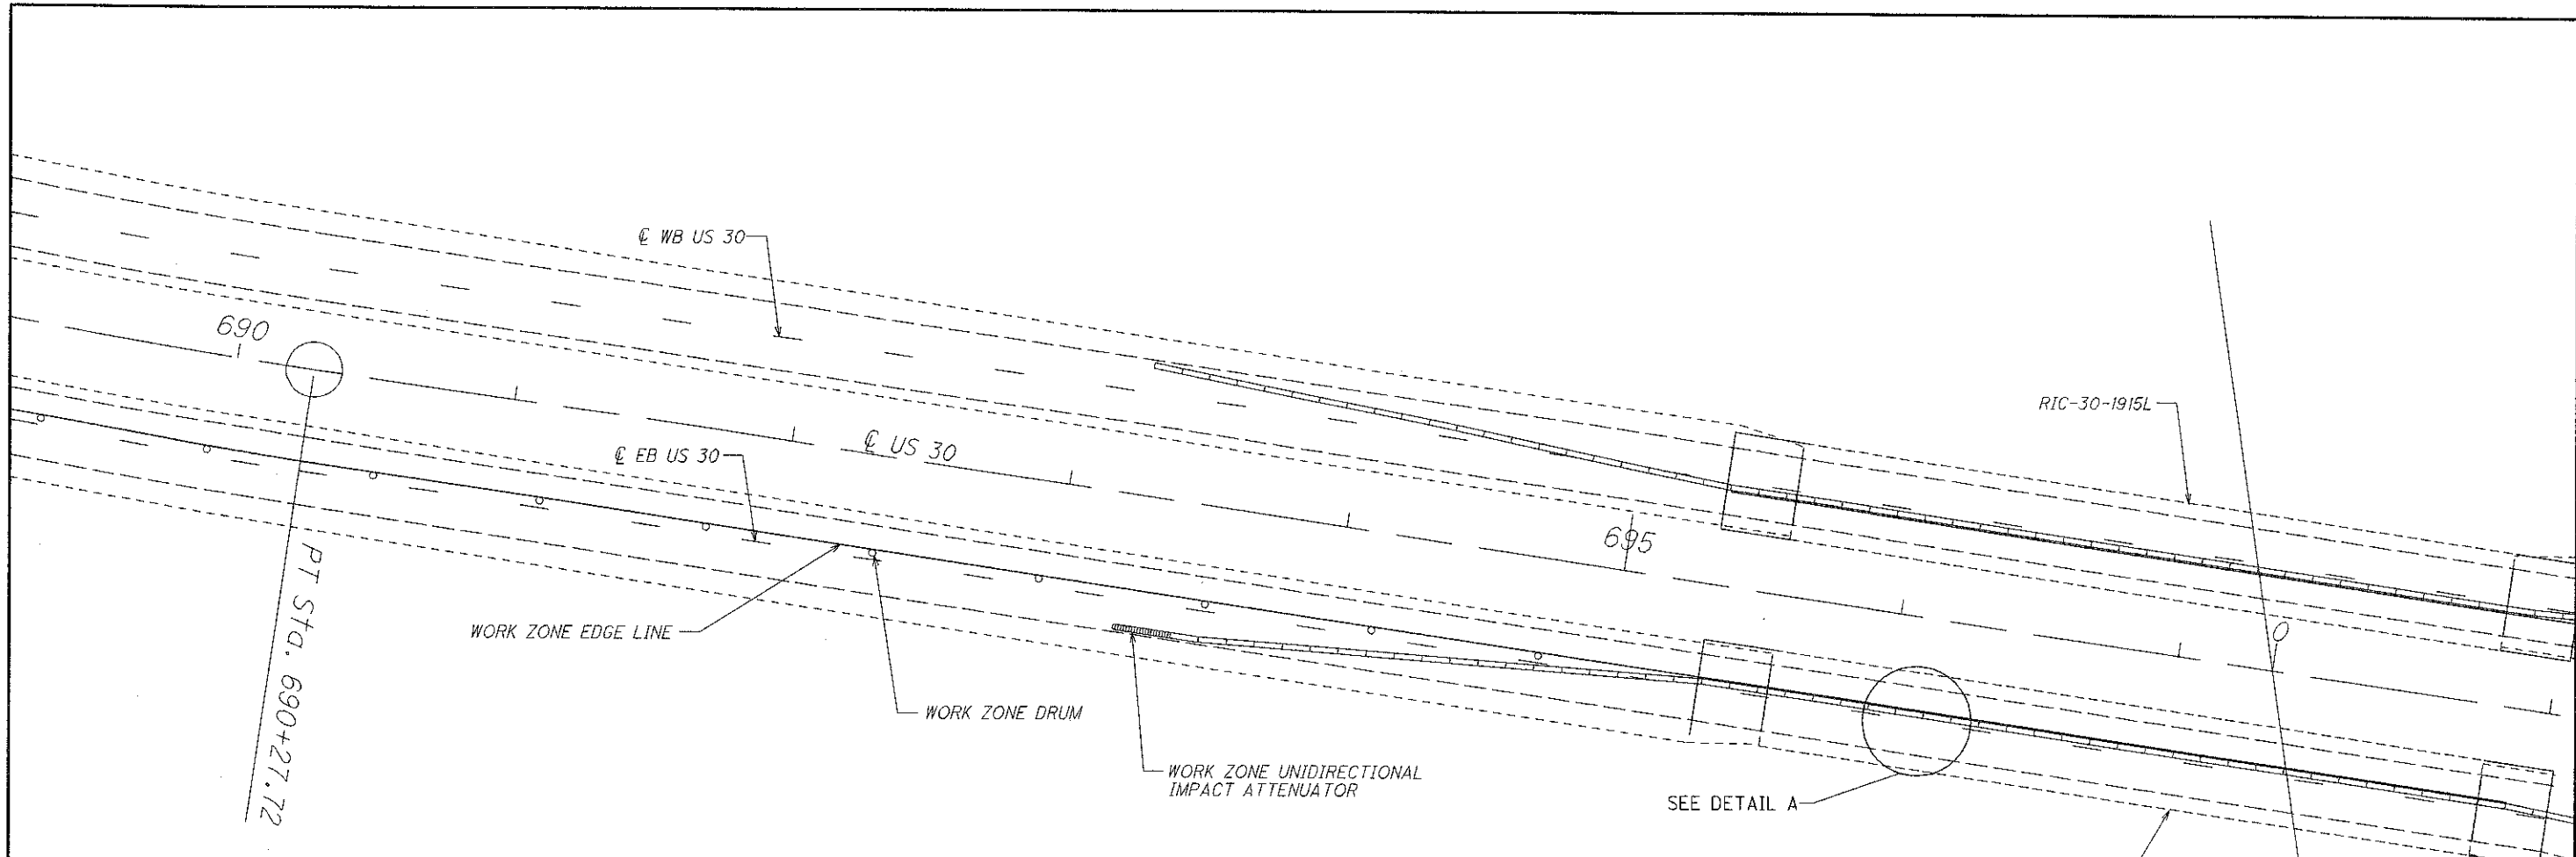 ℄ WB US 30
690
RIC-30-1915L
℄ US 30
℄ EB US 30
695
PT Sta. 690+27.72
WORK ZONE EDGE LINE
WORK ZONE DRUM
WORK ZONE UNIDIRECTIONAL
IMPACT ATTENUATOR
SEE DETAIL A